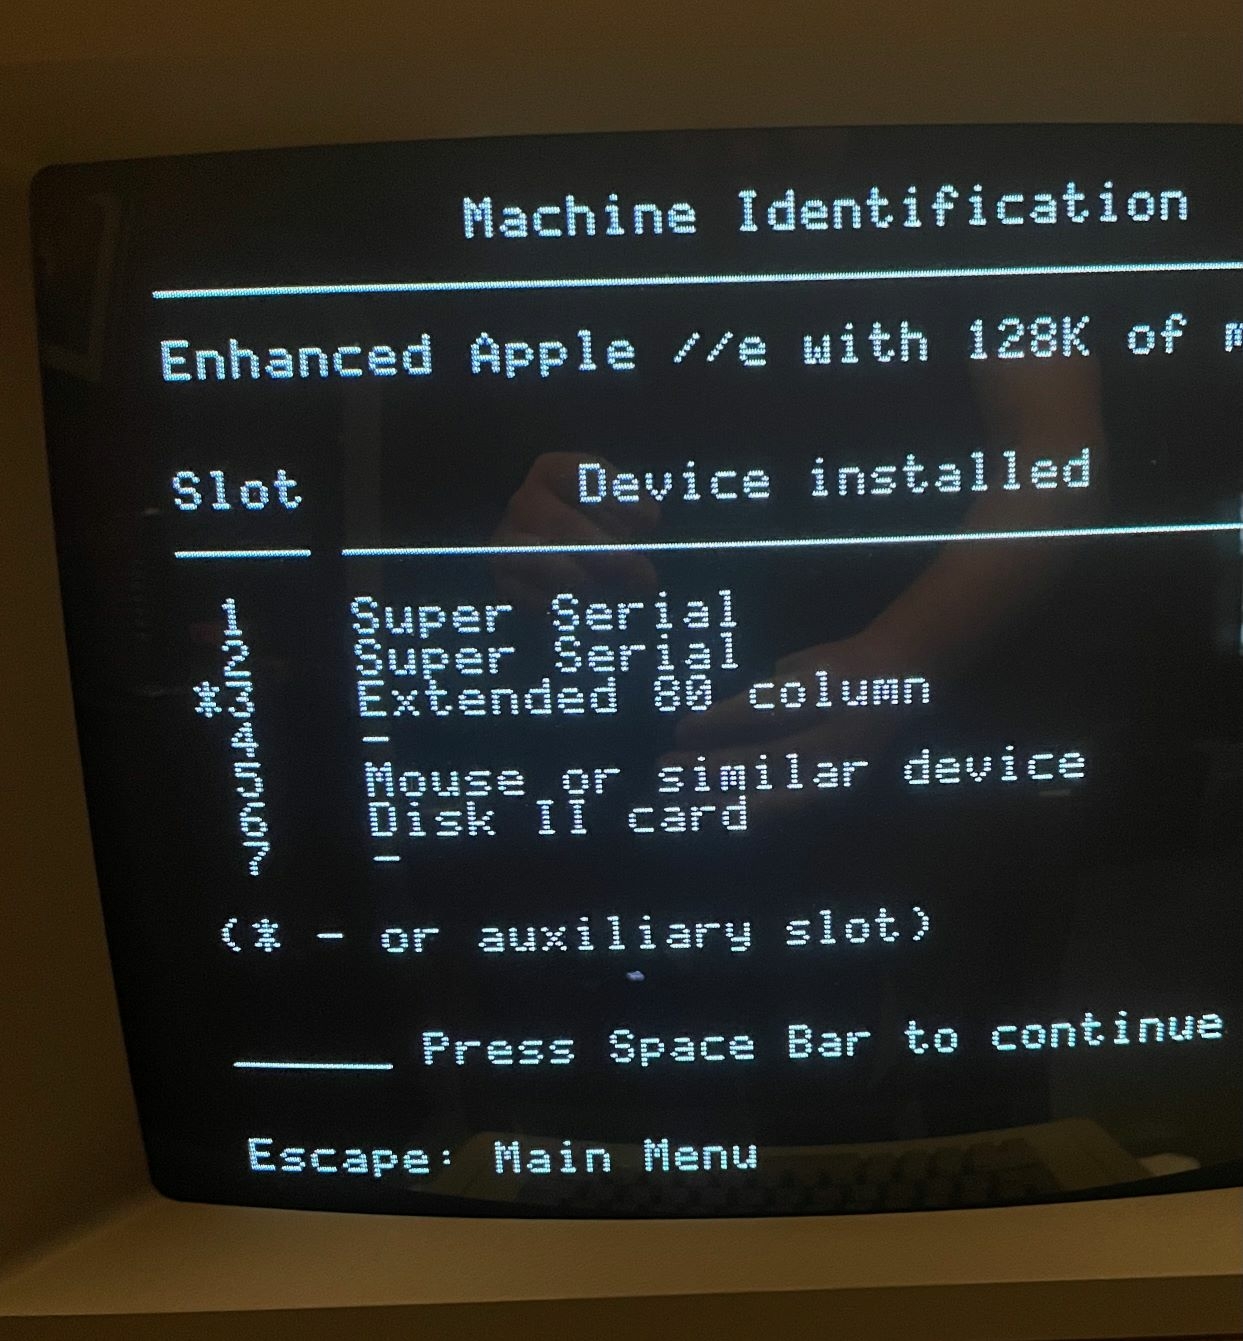 Machine Identification
Enhanced Apple //e with 128K of
Slot Device installed
1 Super Serial
2 Super Serial
*3 Extended 80 column
4 -
5 Mouse or similar device
6 Disk II card
7 -
(* - or auxiliary slot)
Press Space Bar to continue
Escape: Main Menu